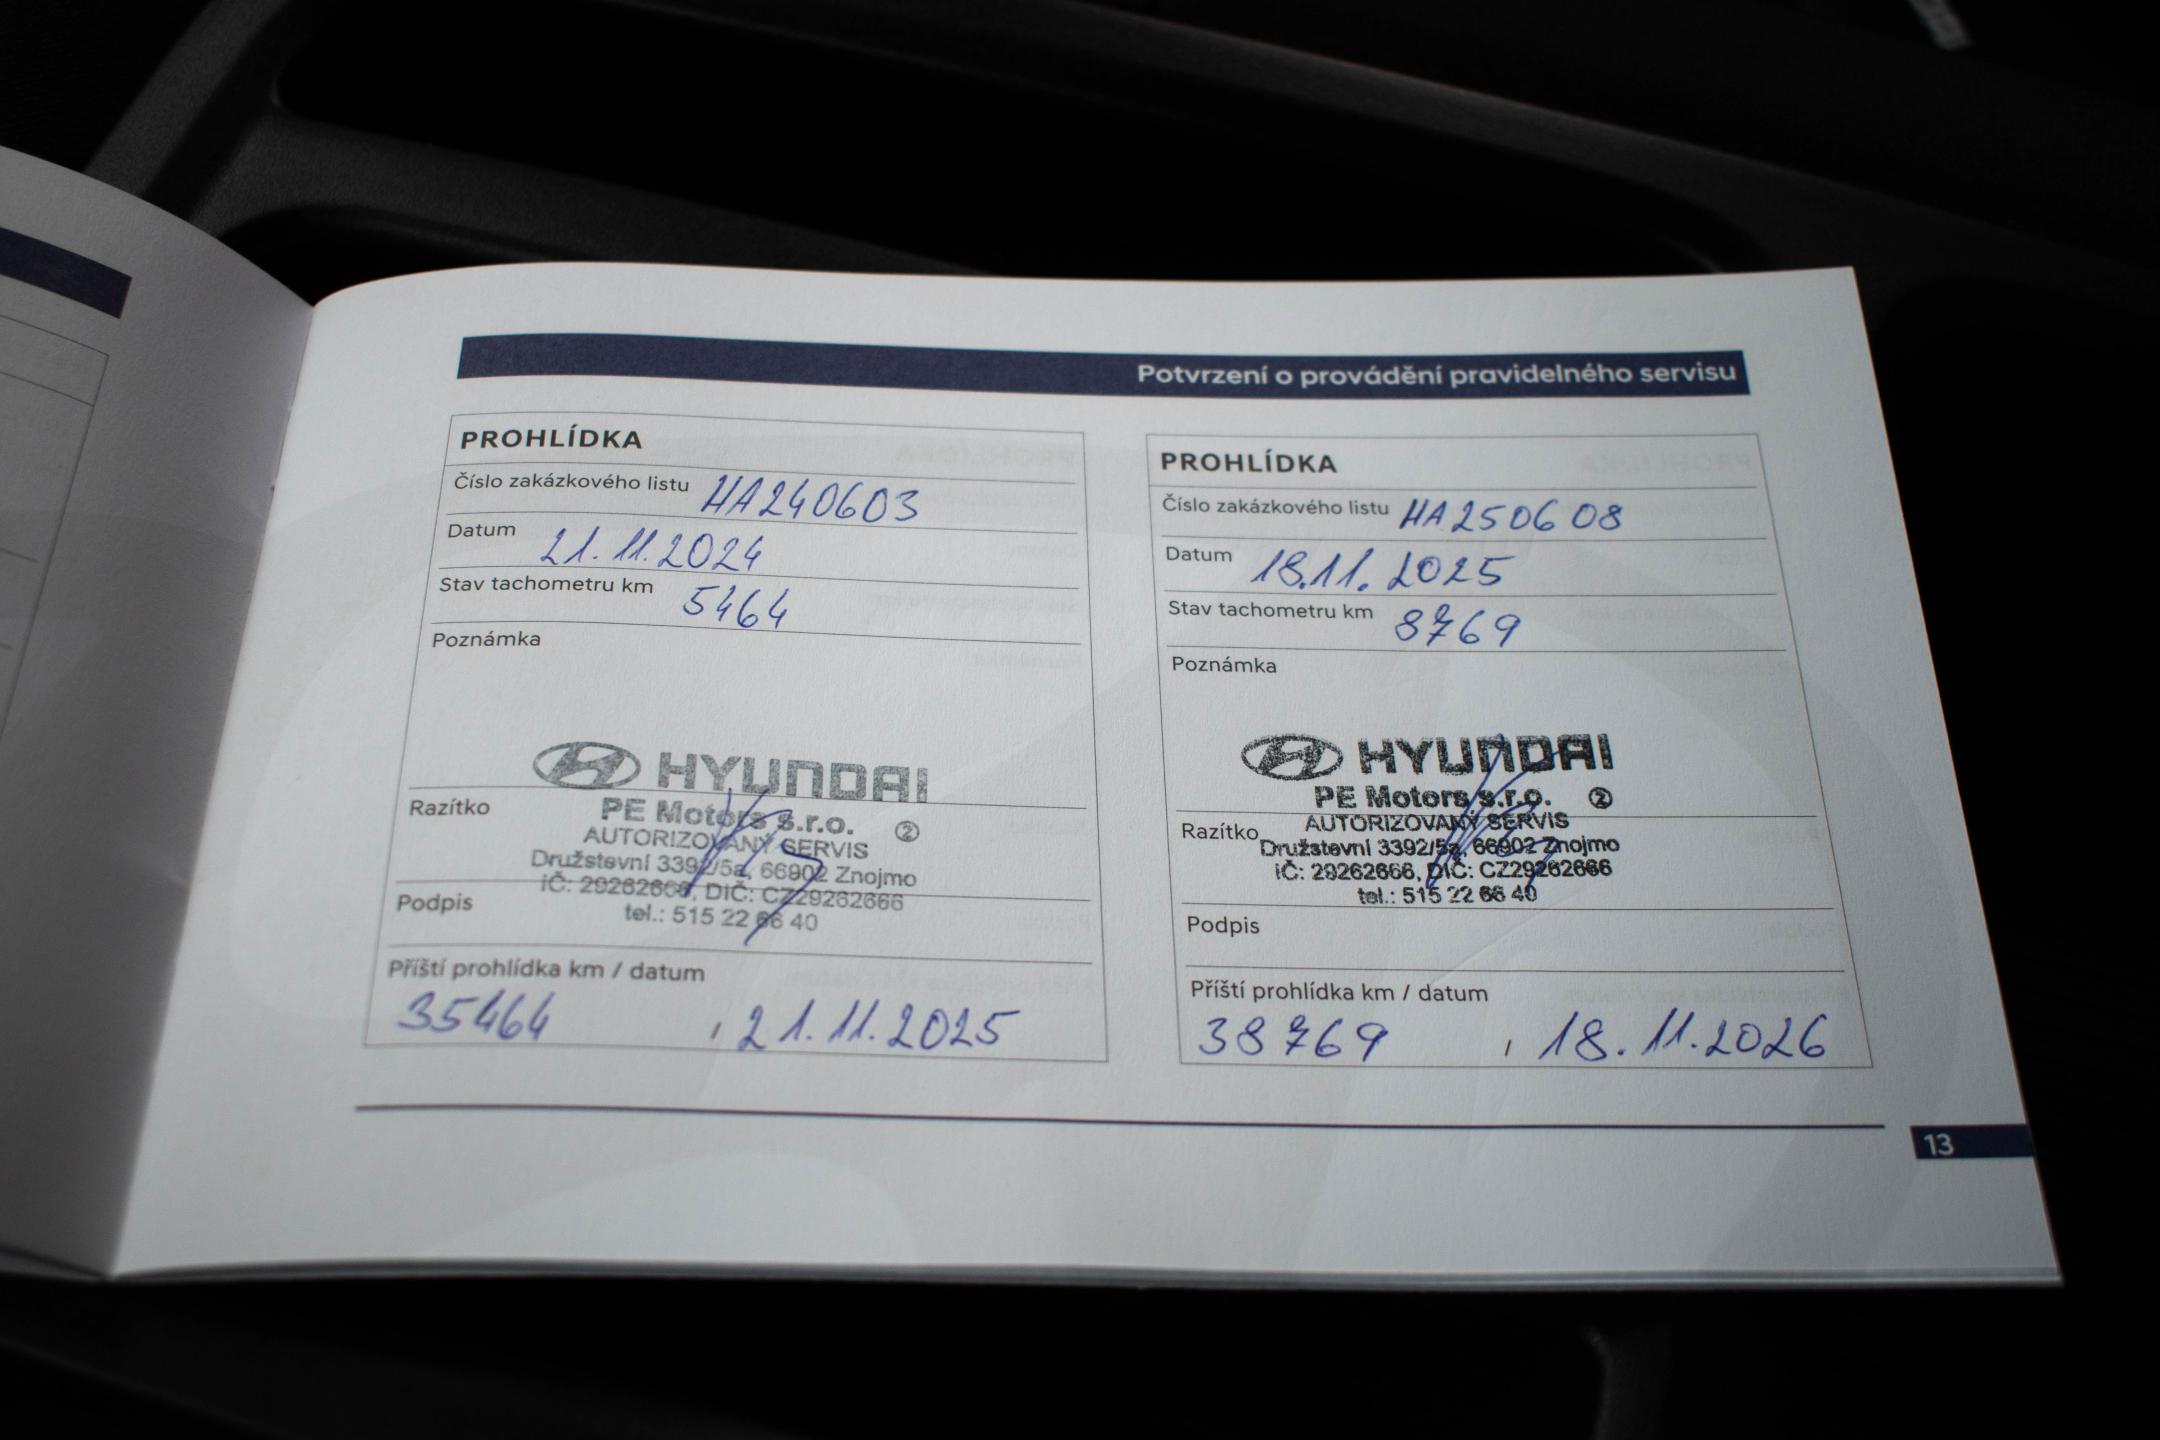 Potvrzení o provádění pravidelného servisu
PROHLÍDKA
Číslo zakázkového listu HA240603
Datum 21.11.2024
Stav tachometru km 5464
Poznámka
HYUNDAI
PE Motors s.r.o. 2
AUTORIZOVANÝ SERVIS
Razítko
Družstevní 3392/5a, 66902 Znojmo
IČ: 29262666, DIČ: CZ29262666
tel.: 515 22 66 40
Podpis
Příští prohlídka km / datum
35464 / 21.11.2025
PROHLÍDKA
Číslo zakázkového listu HA250608
Datum 18.11.2025
Stav tachometru km 8769
Poznámka
HYUNDAI
PE Motors s.r.o. 2
AUTORIZOVANÝ SERVIS
Razítko
Družstevní 3392/5a, 66902 Znojmo
IČ: 29262666, DIČ: CZ29262666
tel.: 515 22 66 40
Podpis
Příští prohlídka km / datum
38769 / 18.11.2026
13